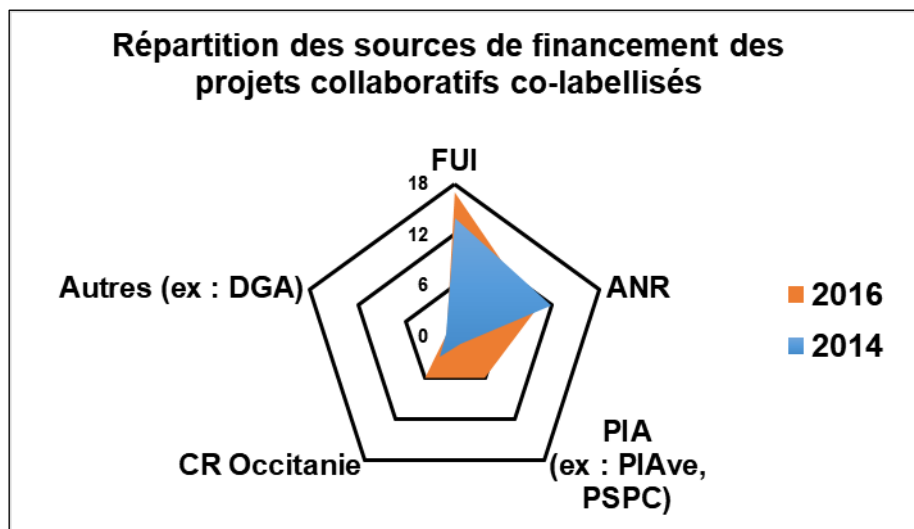 Répartition des sources de financement des
projets collaboratifs co-labellisés
FUI
18
12
6
0
Autres (ex : DGA)
ANR
2016
2014
CR Occitanie
PIA
(ex : PIAve,
PSPC)